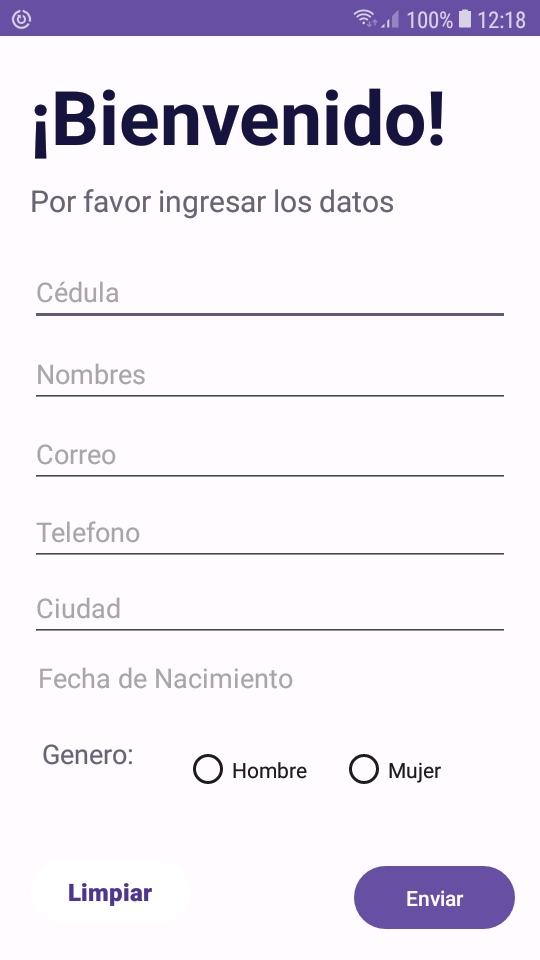 100% 12:18
¡Bienvenido!
Por favor ingresar los datos
Cédula
Nombres
Correo
Telefono
Ciudad
Fecha de Nacimiento
Genero: Hombre Mujer
Limpiar Enviar